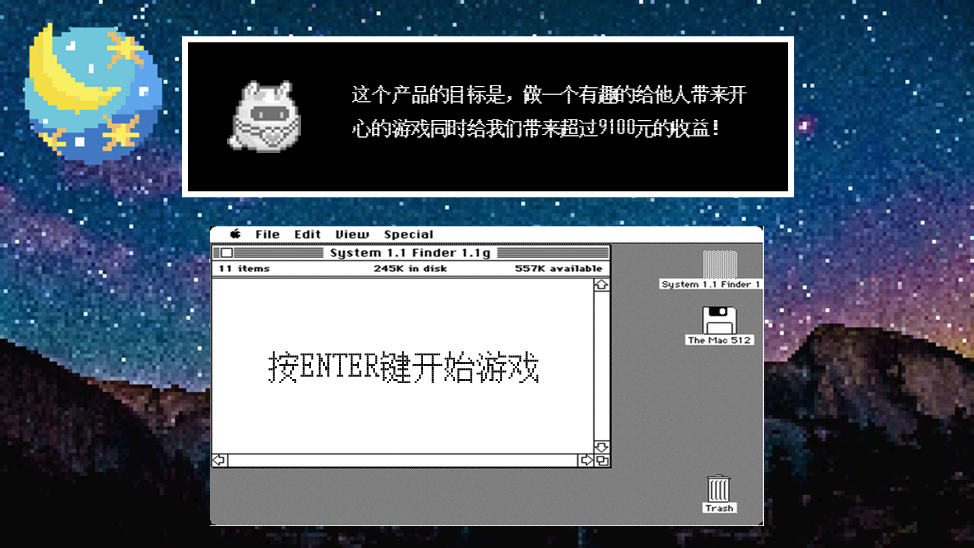 这个产品的目标是，做一个有趣的给他人带来开
心的游戏同时给我们带来超过9100元的收益！
File Edit View Special
System 1.1 Finder 1.1g
11 items 245K in disk 557K available
System 1.1 Finder 1
The Mac 512
按ENTER键开始游戏
Trash